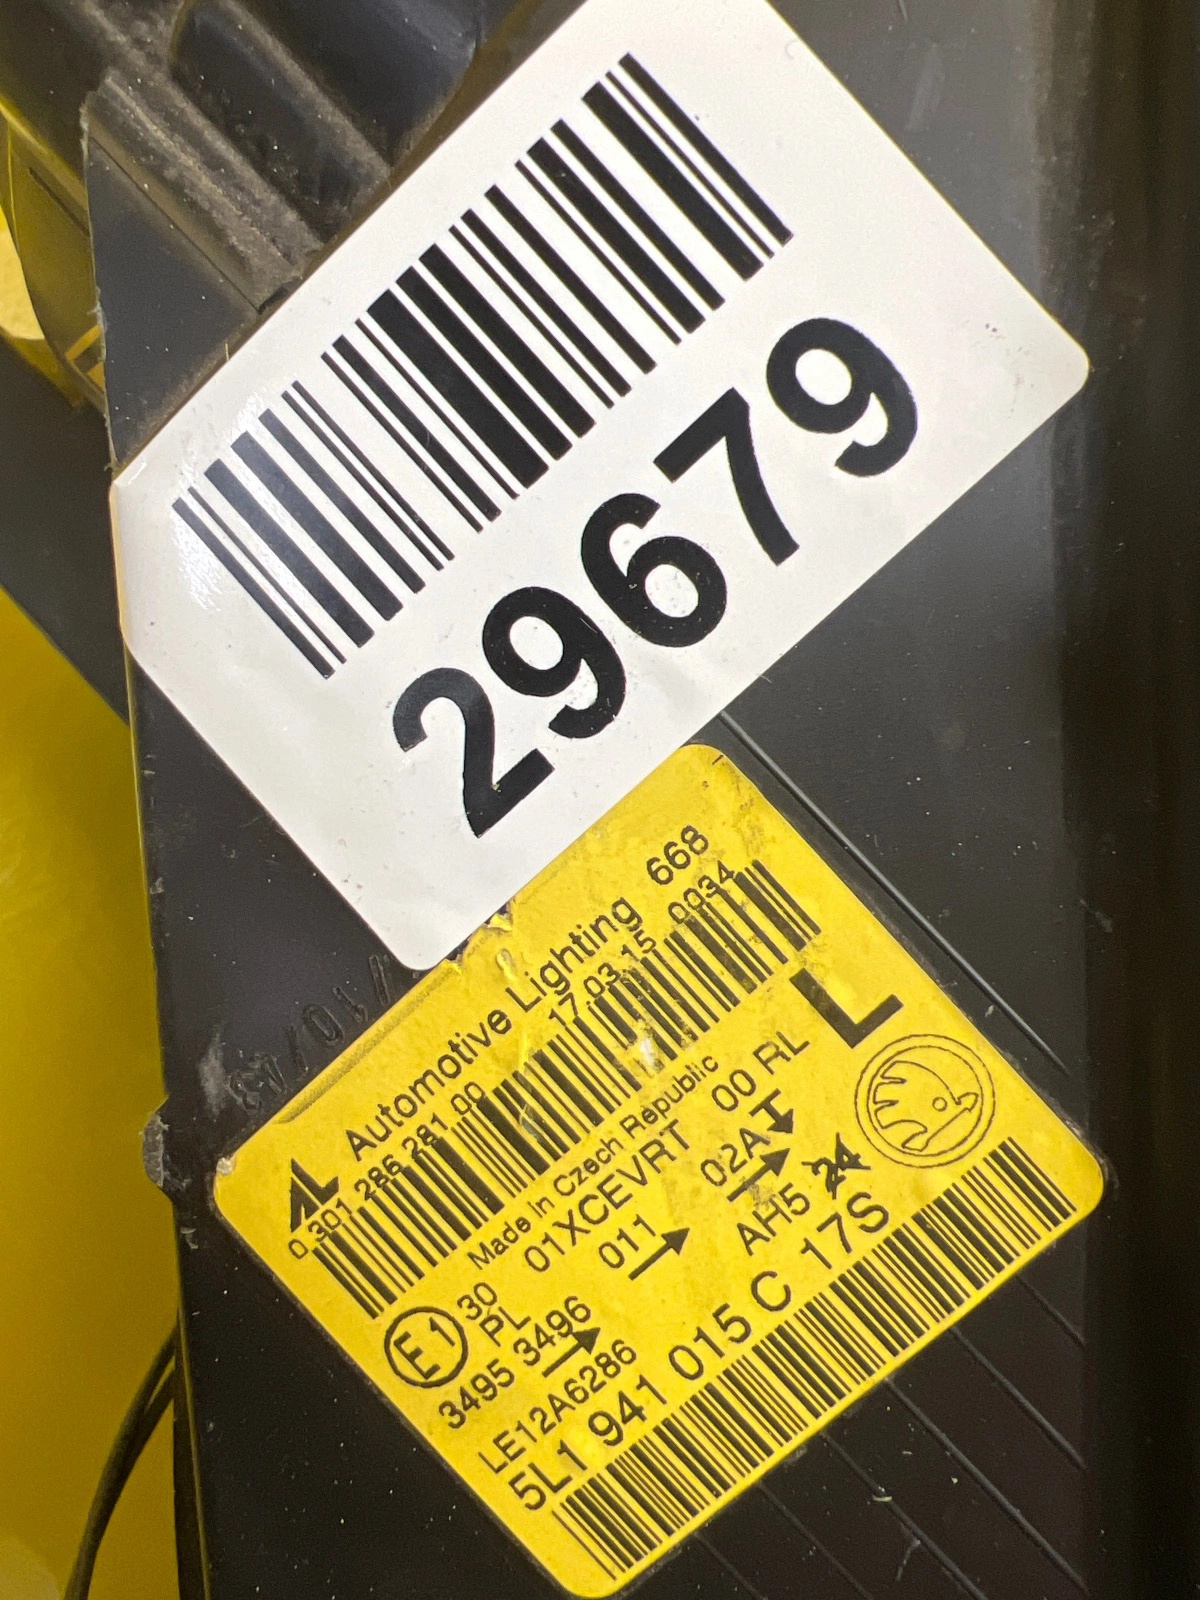 29679
Automotive Lighting 668
0 301 286 281 00 17.03.15 0034
Made in Czech Republic
L
E1
30 01XCEVRT 00 RL
PL 011 02A
3495 3496
LE12A6286 AH5 24
5L1 941 015 C 17S